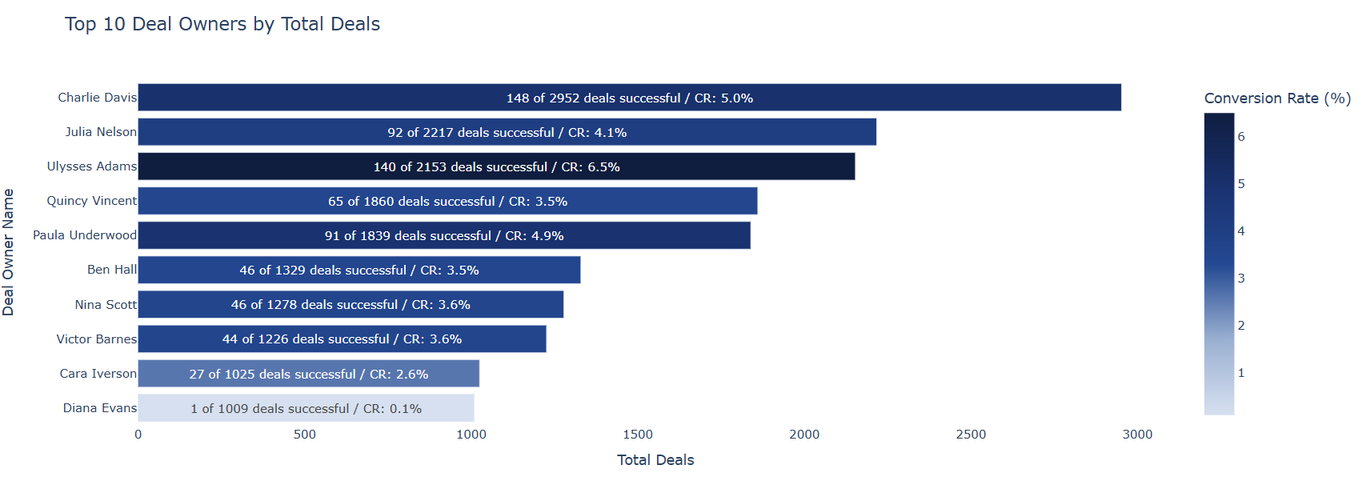 Top 10 Deal Owners by Total Deals
Deal Owner Name
Charlie Davis
148 of 2952 deals successful / CR: 5.0%
Julia Nelson
92 of 2217 deals successful / CR: 4.1%
Ulysses Adams
140 of 2153 deals successful / CR: 6.5%
Quincy Vincent
65 of 1860 deals successful / CR: 3.5%
Paula Underwood
91 of 1839 deals successful / CR: 4.9%
Ben Hall
46 of 1329 deals successful / CR: 3.5%
Nina Scott
46 of 1278 deals successful / CR: 3.6%
Victor Barnes
44 of 1226 deals successful / CR: 3.6%
Cara Iverson
27 of 1025 deals successful / CR: 2.6%
Diana Evans
1 of 1009 deals successful / CR: 0.1%
0 500 1000 1500 2000 2500 3000
Total Deals
Conversion Rate (%)
6
5
4
3
2
1